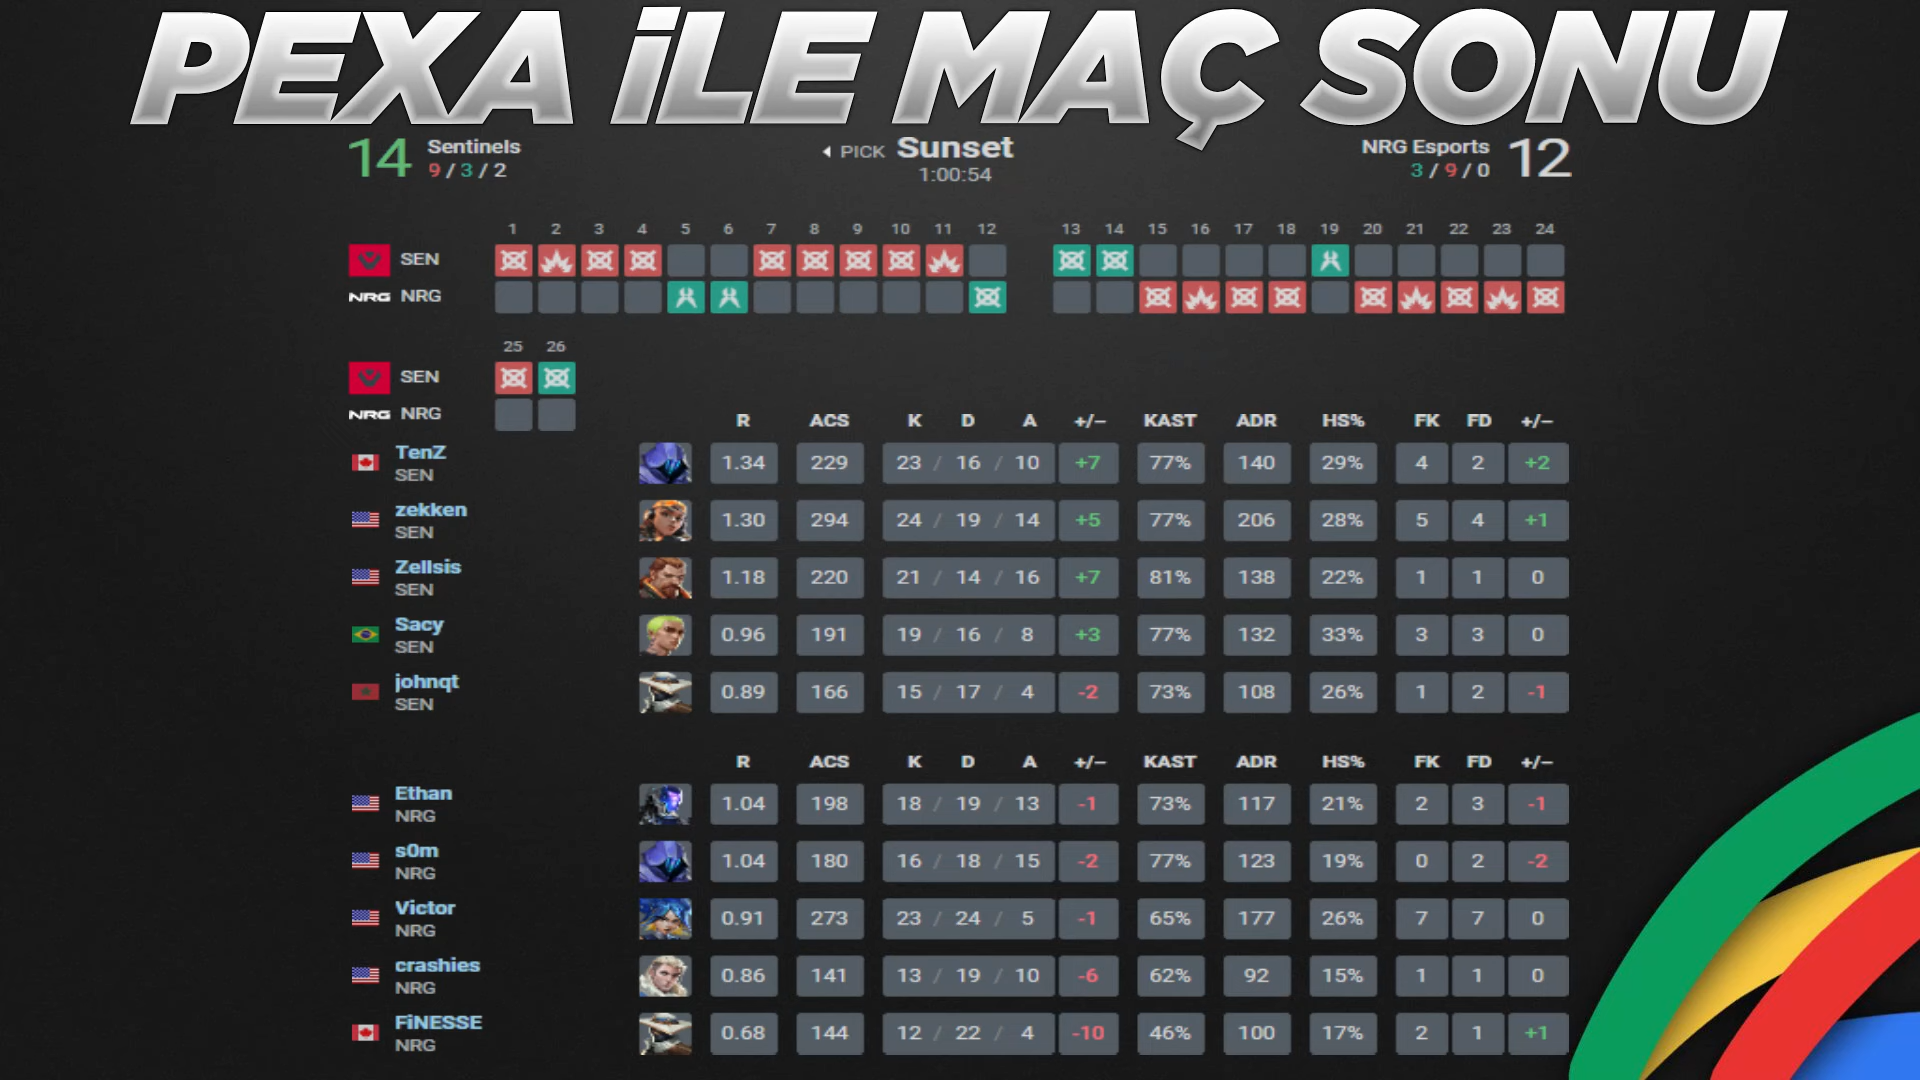 PEXA iLE MAÇ SONU
14 Sentinels 9 / 3 / 2 PICK Sunset 1:00:54 NRG Esports 3 / 9 / 0 12
1 2 3 4 5 6 7 8 9 10 11 12 13 14 15 16 17 18 19 20 21 22 23 24
SEN
NRG NRG
25 26
SEN
NRG NRG
R ACS K D A +/− KAST ADR HS% FK FD +/−
TenZ SEN 1.34 229 23 / 16 / 10 +7 77% 140 29% 4 2 +2
zekken SEN 1.30 294 24 / 19 / 14 +5 77% 206 28% 5 4 +1
Zellsis SEN 1.18 220 21 / 14 / 16 +7 81% 138 22% 1 1 0
Sacy SEN 0.96 191 19 / 16 / 8 +3 77% 132 33% 3 3 0
johnqt SEN 0.89 166 15 / 17 / 4 -2 73% 108 26% 1 2 -1
R ACS K D A +/− KAST ADR HS% FK FD +/−
Ethan NRG 1.04 198 18 / 19 / 13 -1 73% 117 21% 2 3 -1
s0m NRG 1.04 180 16 / 18 / 15 -2 77% 123 19% 0 2 -2
Victor NRG 0.91 273 23 / 24 / 5 -1 65% 177 26% 7 7 0
crashies NRG 0.86 141 13 / 19 / 10 -6 62% 92 15% 1 1 0
FiNESSE NRG 0.68 144 12 / 22 / 4 -10 46% 100 17% 2 1 +1